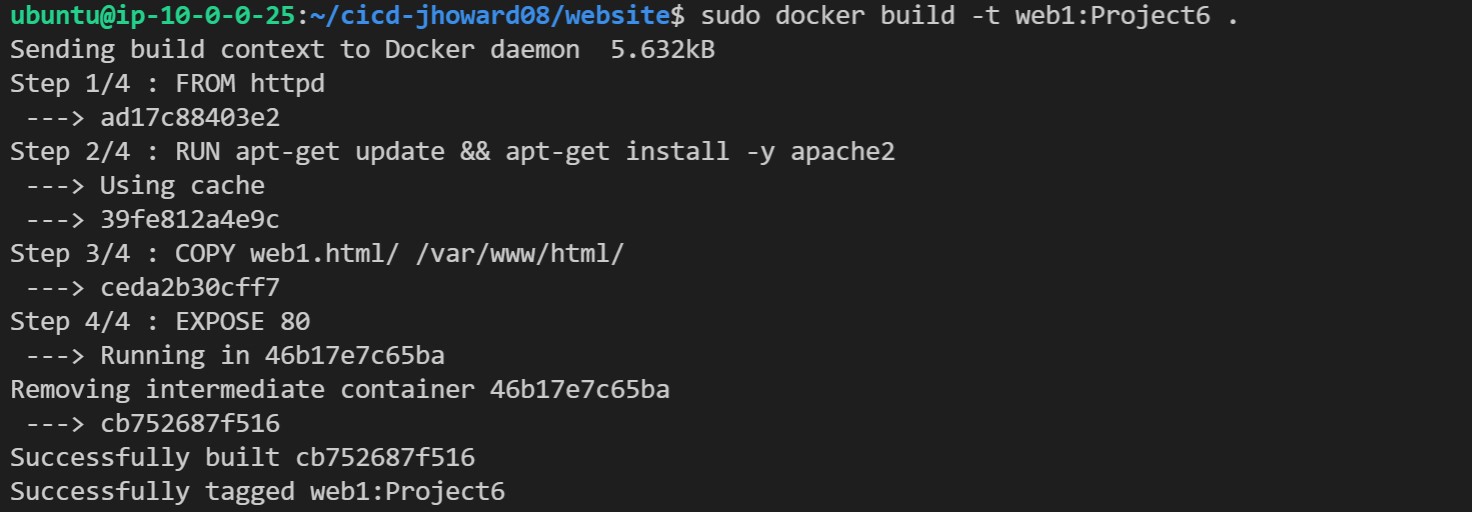 ubuntu@ip-10-0-0-25:~/cicd-jhoward08/website$ sudo docker build -t web1:Project6 .
Sending build context to Docker daemon  5.632kB
Step 1/4 : FROM httpd
 ---> ad17c88403e2
Step 2/4 : RUN apt-get update && apt-get install -y apache2
 ---> Using cache
 ---> 39fe812a4e9c
Step 3/4 : COPY web1.html/ /var/www/html/
 ---> ceda2b30cff7
Step 4/4 : EXPOSE 80
 ---> Running in 46b17e7c65ba
Removing intermediate container 46b17e7c65ba
 ---> cb752687f516
Successfully built cb752687f516
Successfully tagged web1:Project6